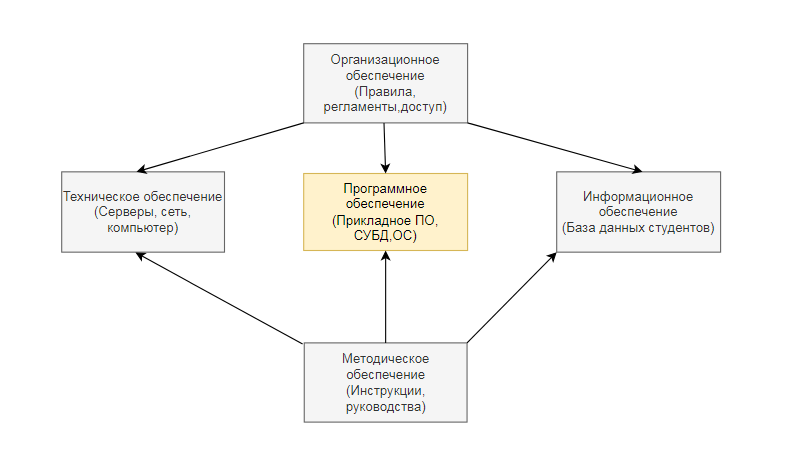 Организационное
обеспечение
(Правила,
регламенты,доступ)
Техническое обеспечение
(Серверы, сеть,
компьютер)
Программное
обеспечение
(Прикладное ПО,
СУБД,ОС)
Информационное
обеспечение
(База данных студентов)
Методическое
обеспечение
(Инструкции,
руководства)